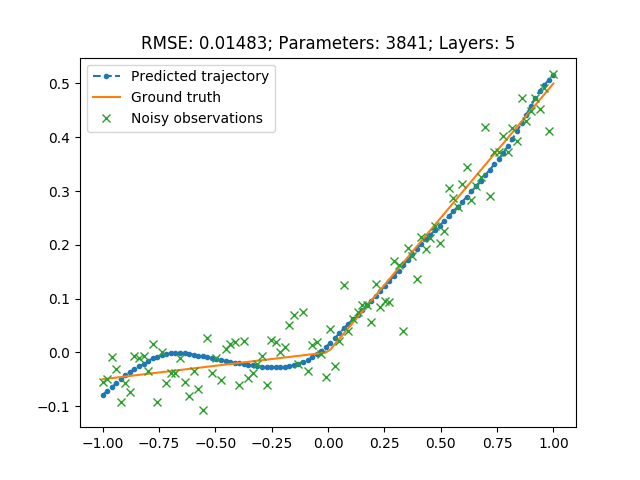 RMSE: 0.01483; Parameters: 3841; Layers: 5
Predicted trajectory
Ground truth
Noisy observations
0.5
0.4
0.3
0.2
0.1
0.0
−0.1
−1.00 −0.75 −0.50 −0.25 0.00 0.25 0.50 0.75 1.00